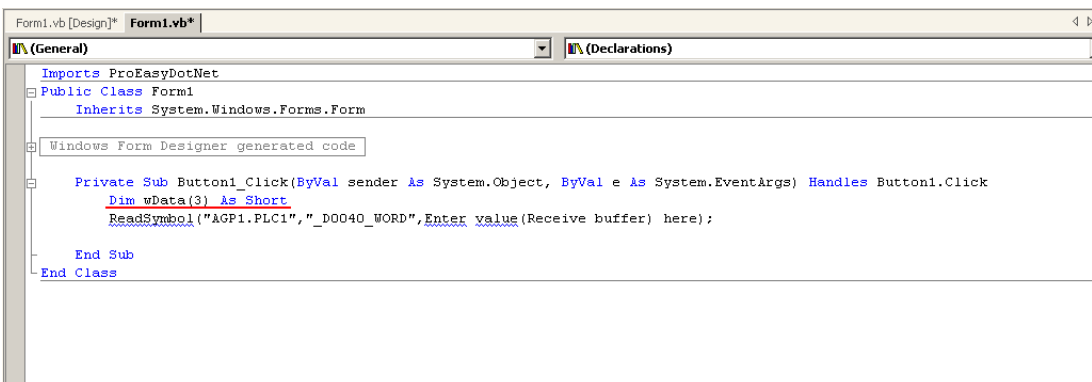 Form1.vb [Design]* Form1.vb*
(General) (Declarations)
Imports ProEasyDotNet
Public Class Form1
Inherits System.Windows.Forms.Form
Windows Form Designer generated code
Private Sub Button1_Click(ByVal sender As System.Object, ByVal e As System.EventArgs) Handles Button1.Click
Dim wData(3) As Short
ReadSymbol("AGP1.PLC1","_D0040_WORD",Enter value(Receive buffer) here);
End Sub
End Class